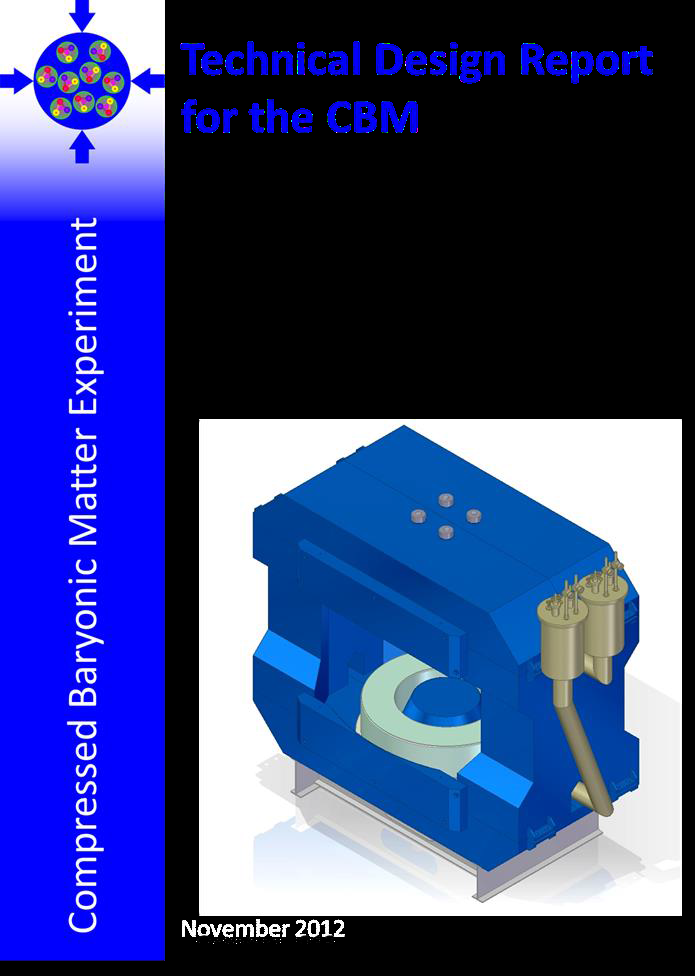 Technical Design Report
for the CBM
Compressed Baryonic Matter Experiment
November 2012